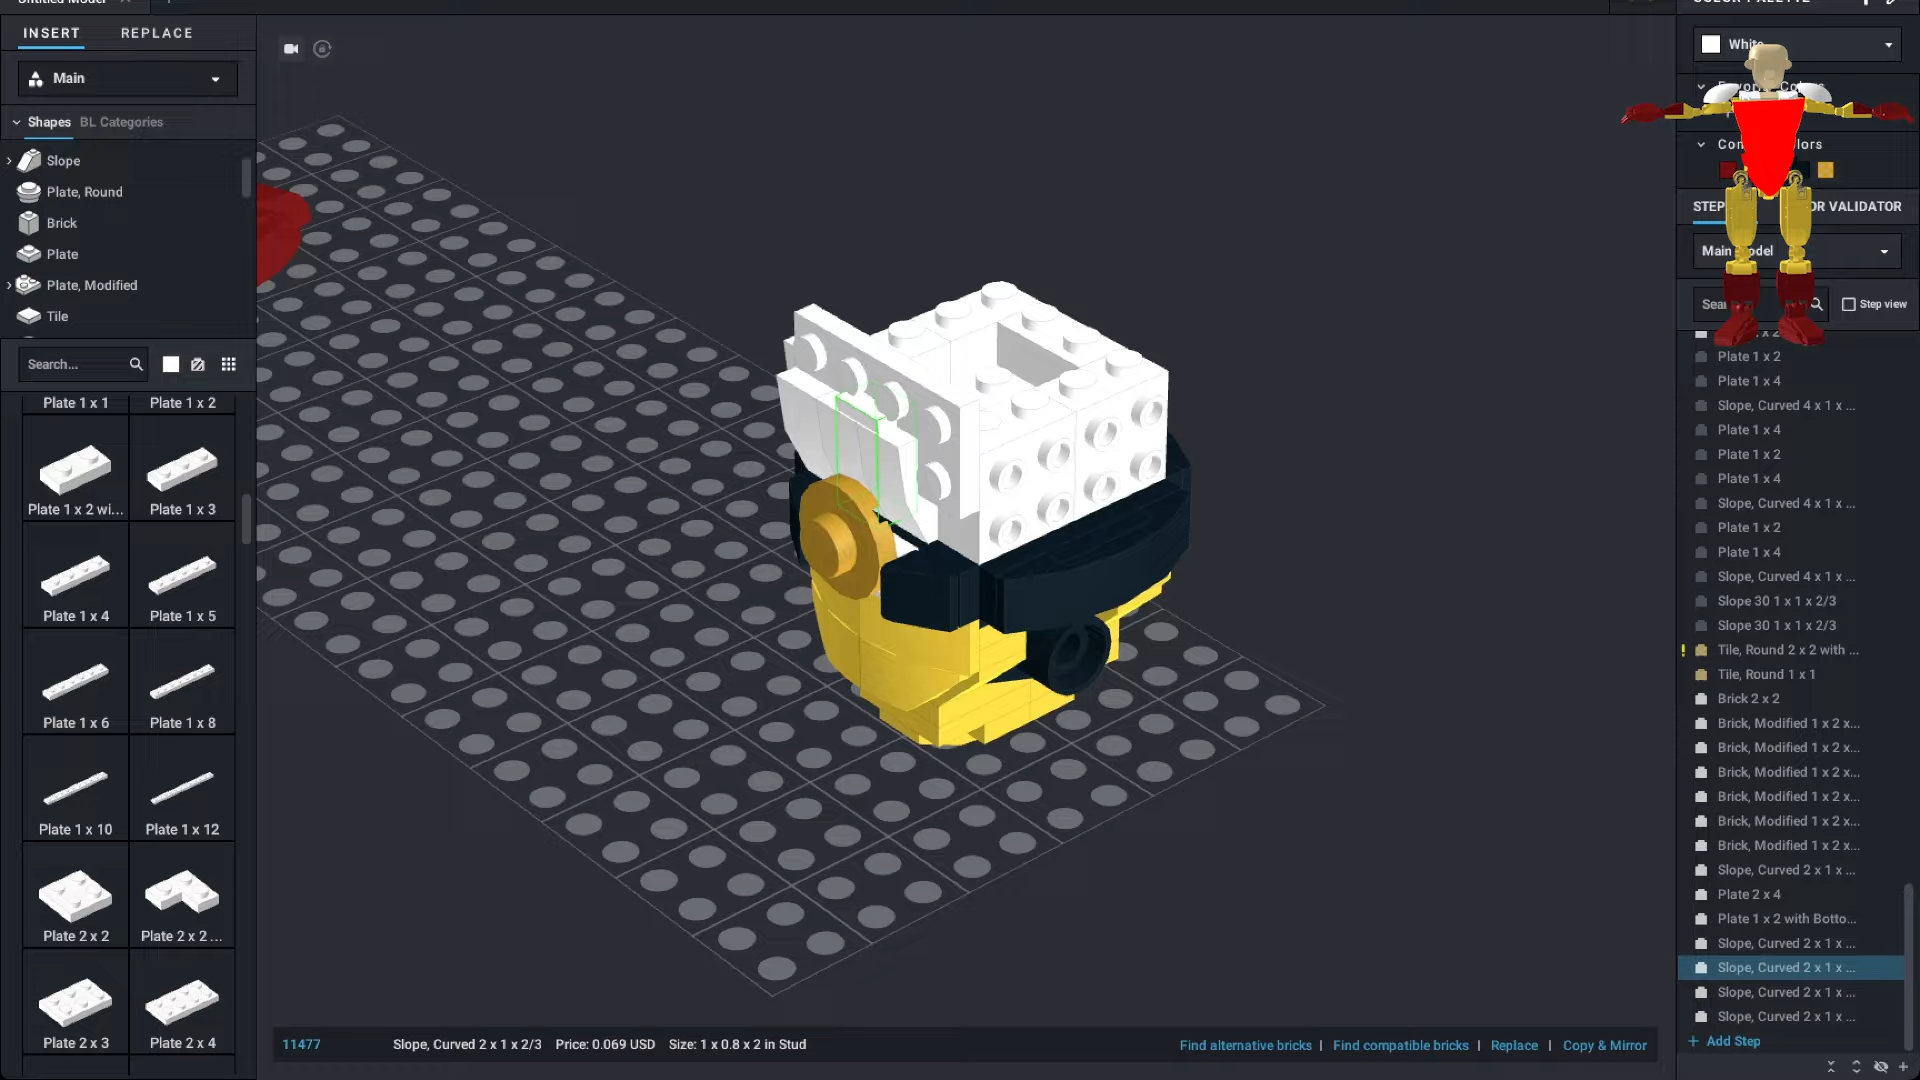 Untitled Model
INSERT
REPLACE
Main
Shapes
BL Categories
Slope
Plate, Round
Brick
Plate
Plate, Modified
Tile
Search...
Plate 1 x 1
Plate 1 x 2
Plate 1 x 2 wi...
Plate 1 x 3
Plate 1 x 4
Plate 1 x 5
Plate 1 x 6
Plate 1 x 8
Plate 1 x 10
Plate 1 x 12
Plate 2 x 2
Plate 2 x 2 ...
Plate 2 x 3
Plate 2 x 4
11477
Slope, Curved 2 x 1 x 2/3 Price: 0.069 USD Size: 1 x 0.8 x 2 in Stud
Find alternative bricks | Find compatible bricks | Replace | Copy & Mirror
COLOR PALETTE
White
STEP
VALIDATOR
Step view
Plate 1 x 2
Plate 1 x 4
Slope, Curved 4 x 1 x ...
Plate 1 x 4
Plate 1 x 2
Plate 1 x 4
Slope, Curved 4 x 1 x ...
Plate 1 x 2
Plate 1 x 4
Slope, Curved 4 x 1 x ...
Slope 30 1 x 1 x 2/3
Slope 30 1 x 1 x 2/3
! Tile, Round 2 x 2 with ...
Tile, Round 1 x 1
Brick 2 x 2
Brick, Modified 1 x 2 x...
Brick, Modified 1 x 2 x...
Brick, Modified 1 x 2 x...
Brick, Modified 1 x 2 x...
Brick, Modified 1 x 2 x...
Brick, Modified 1 x 2 x...
Slope, Curved 2 x 1 x ...
Plate 2 x 4
Plate 1 x 2 with Botto...
Slope, Curved 2 x 1 x ...
Slope, Curved 2 x 1 x ...
Slope, Curved 2 x 1 x ...
Slope, Curved 2 x 1 x ...
+ Add Step